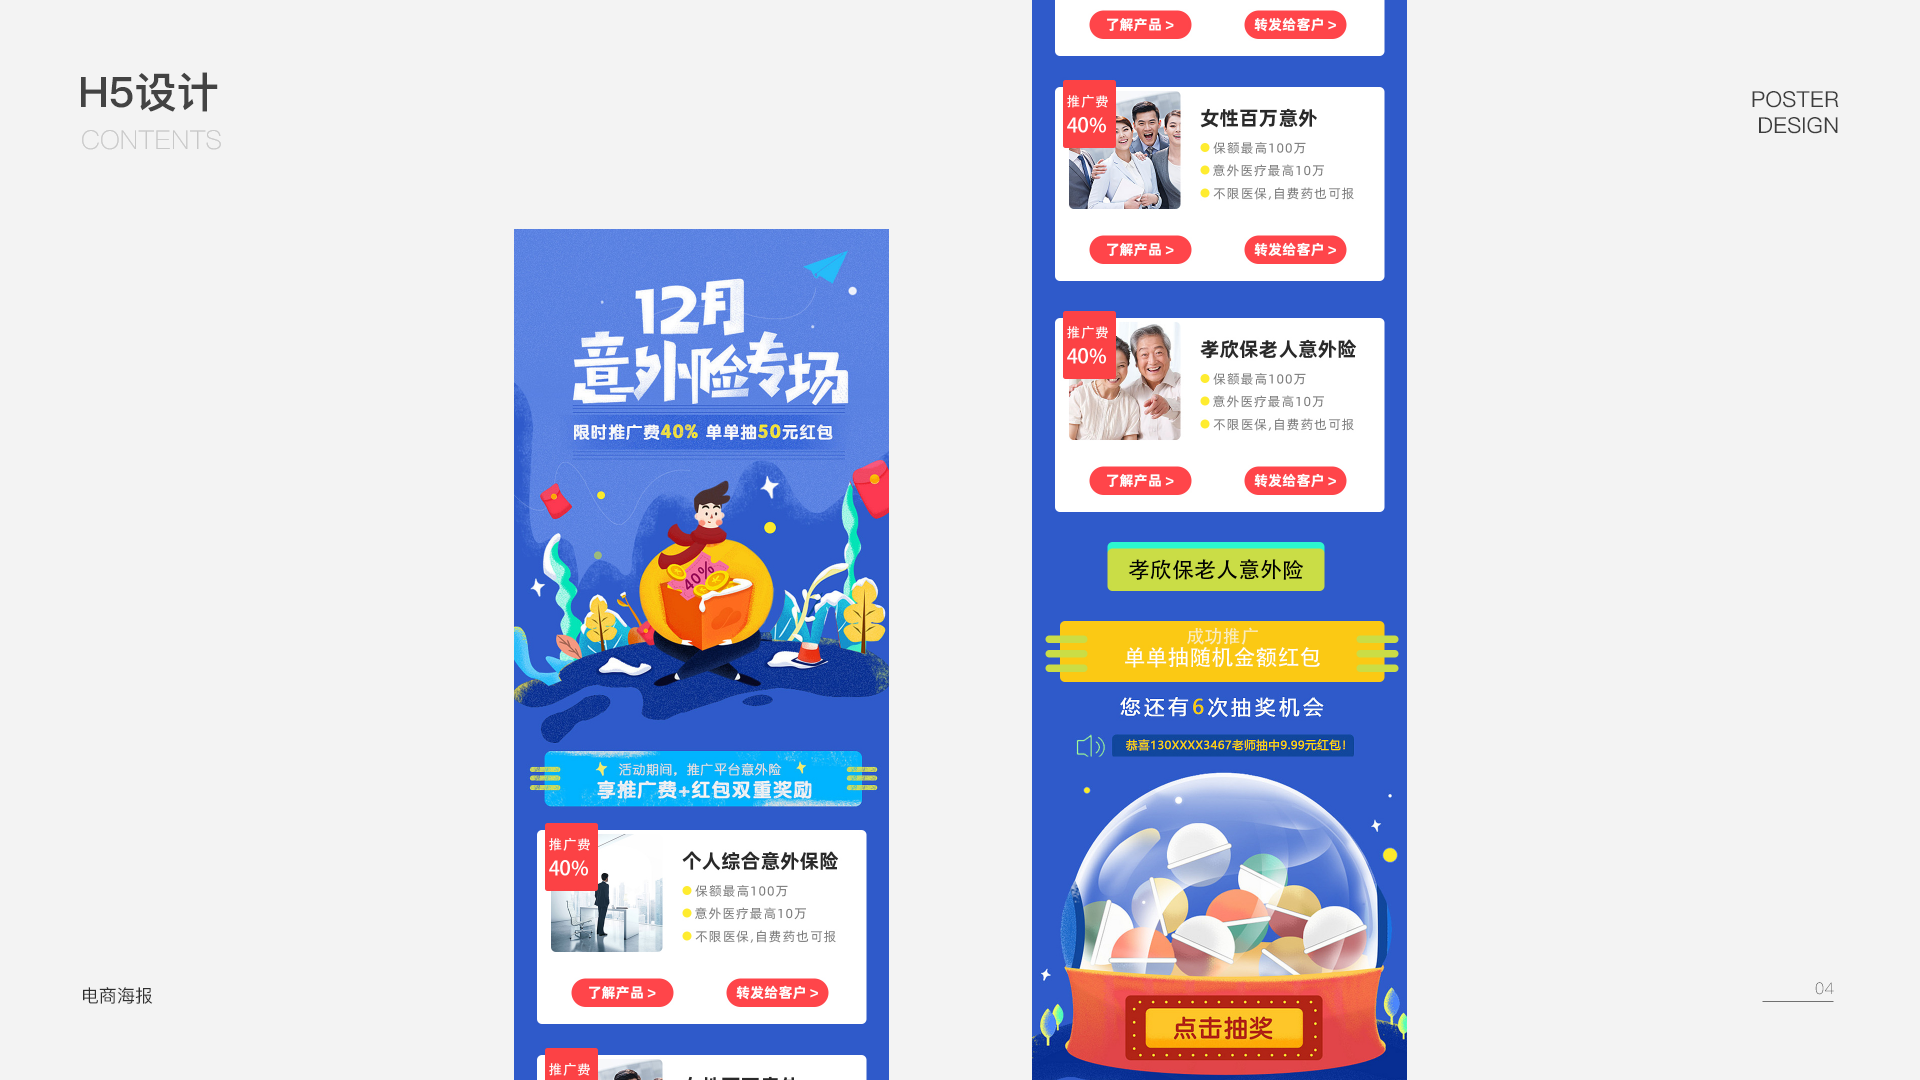 H5设计
CONTENTS
POSTER
DESIGN
12月
意外险专场
限时推广费40% 单单抽50元红包
40%
活动期间，推广平台意外险
享推广费+红包双重奖励
推广费
40%
个人综合意外保险
保额最高100万
意外医疗最高10万
不限医保,自费药也可报
了解产品 >
转发给客户 >
推广费
了解产品 >
转发给客户 >
推广费
40%
女性百万意外
保额最高100万
意外医疗最高10万
不限医保,自费药也可报
了解产品 >
转发给客户 >
推广费
40%
孝欣保老人意外险
保额最高100万
意外医疗最高10万
不限医保,自费药也可报
了解产品 >
转发给客户 >
孝欣保老人意外险
成功推广
单单抽随机金额红包
您还有6次抽奖机会
恭喜130XXXX3467老师抽中9.99元红包!
点击抽奖
电商海报
04